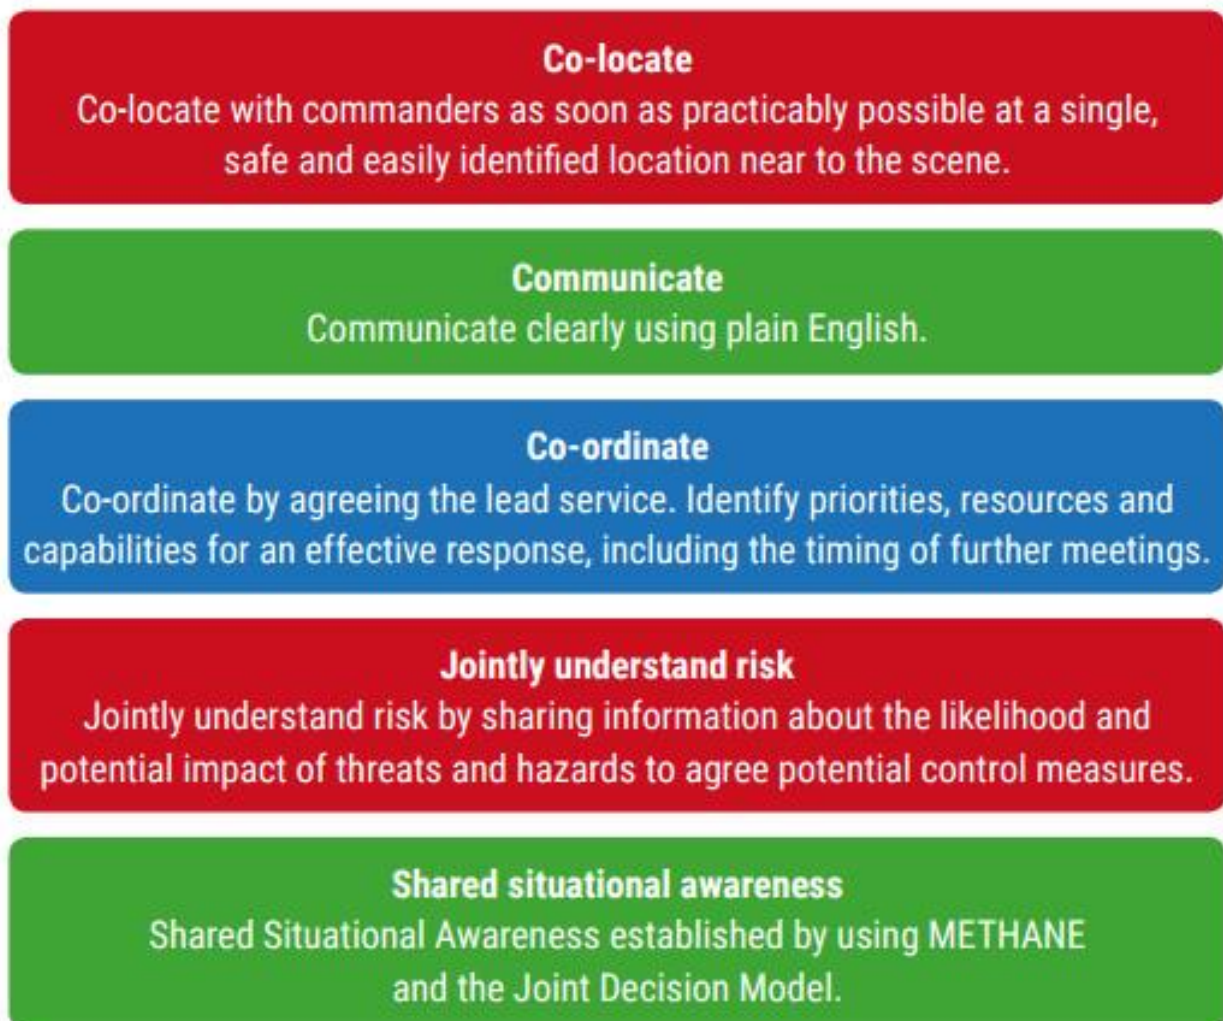 Co-locate
Co-locate with commanders as soon as practicably possible at a single,
safe and easily identified location near to the scene.
Communicate
Communicate clearly using plain English.
Co-ordinate
Co-ordinate by agreeing the lead service. Identify priorities, resources and
capabilities for an effective response, including the timing of further meetings.
Jointly understand risk
Jointly understand risk by sharing information about the likelihood and
potential impact of threats and hazards to agree potential control measures.
Shared situational awareness
Shared Situational Awareness established by using METHANE
and the Joint Decision Model.